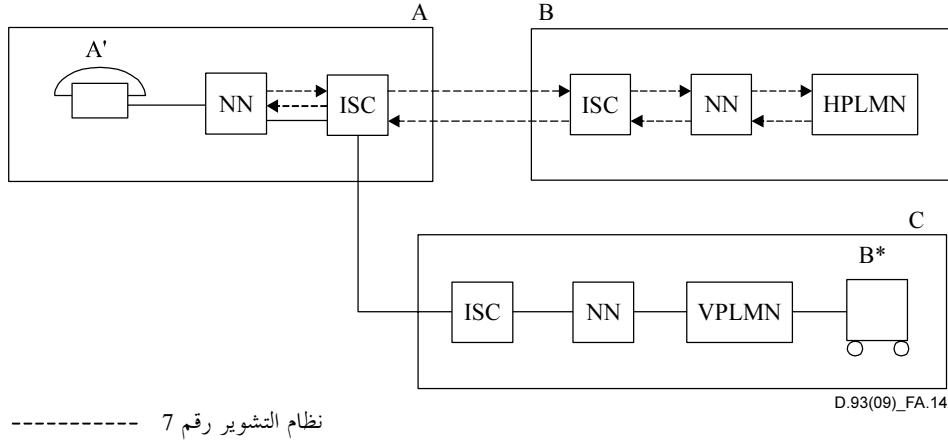 A
B
A'
NN
ISC
ISC
NN
HPLMN
C
B*
ISC
NN
VPLMN
D.93(09)_FA.14
نظام التشوير رقم 7